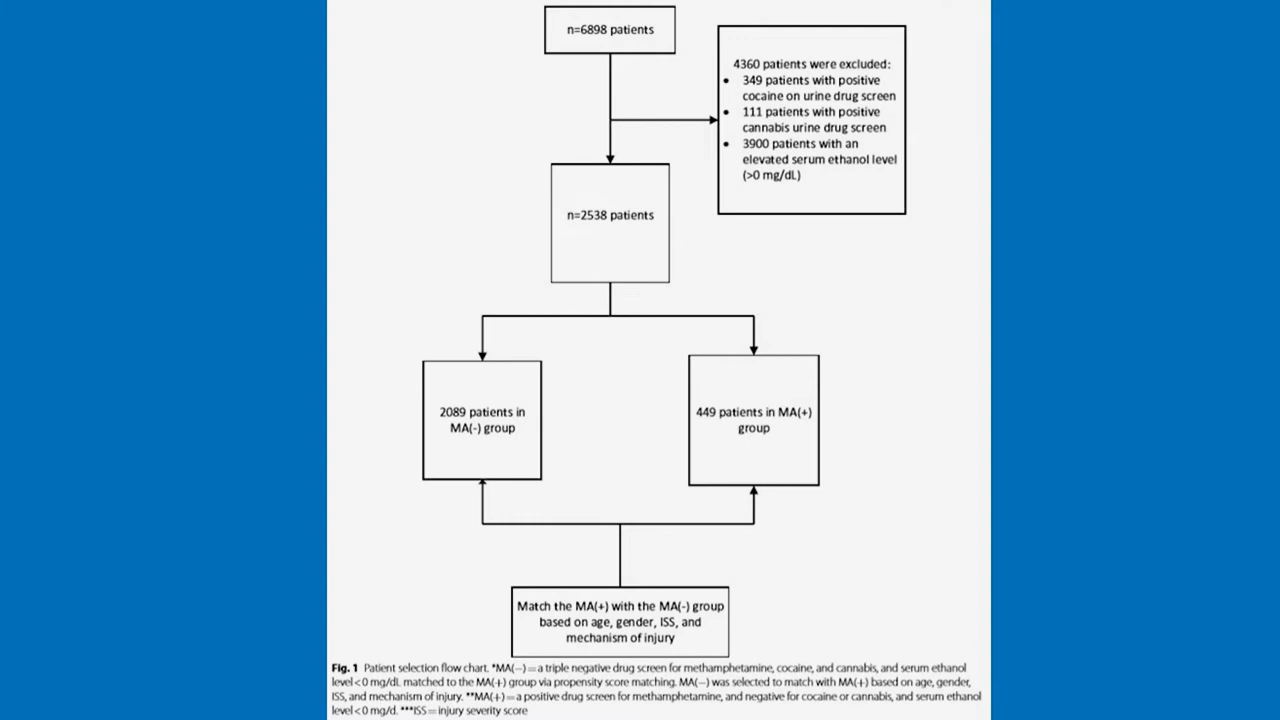 n=6898 patients
4360 patients were excluded:
• 349 patients with positive
cocaine on urine drug screen
• 111 patients with positive
cannabis urine drug screen
• 3900 patients with an
elevated serum ethanol level
(>0 mg/dL)
n=2538 patients
2089 patients in
MA(-) group
449 patients in MA(+)
group
Match the MA(+) with the MA(-) group
based on age, gender, ISS, and
mechanism of injury
Fig. 1 Patient selection flow chart. *MA(−) = a triple negative drug screen for methamphetamine, cocaine, and cannabis, and serum ethanol
level < 0 mg/dL matched to the MA(+) group via propensity score matching. MA(−) was selected to match with MA(+) based on age, gender,
ISS, and mechanism of injury. **MA(+) = a positive drug screen for methamphetamine, and negative for cocaine or cannabis, and serum ethanol
level < 0 mg/d. ***ISS = injury severity score